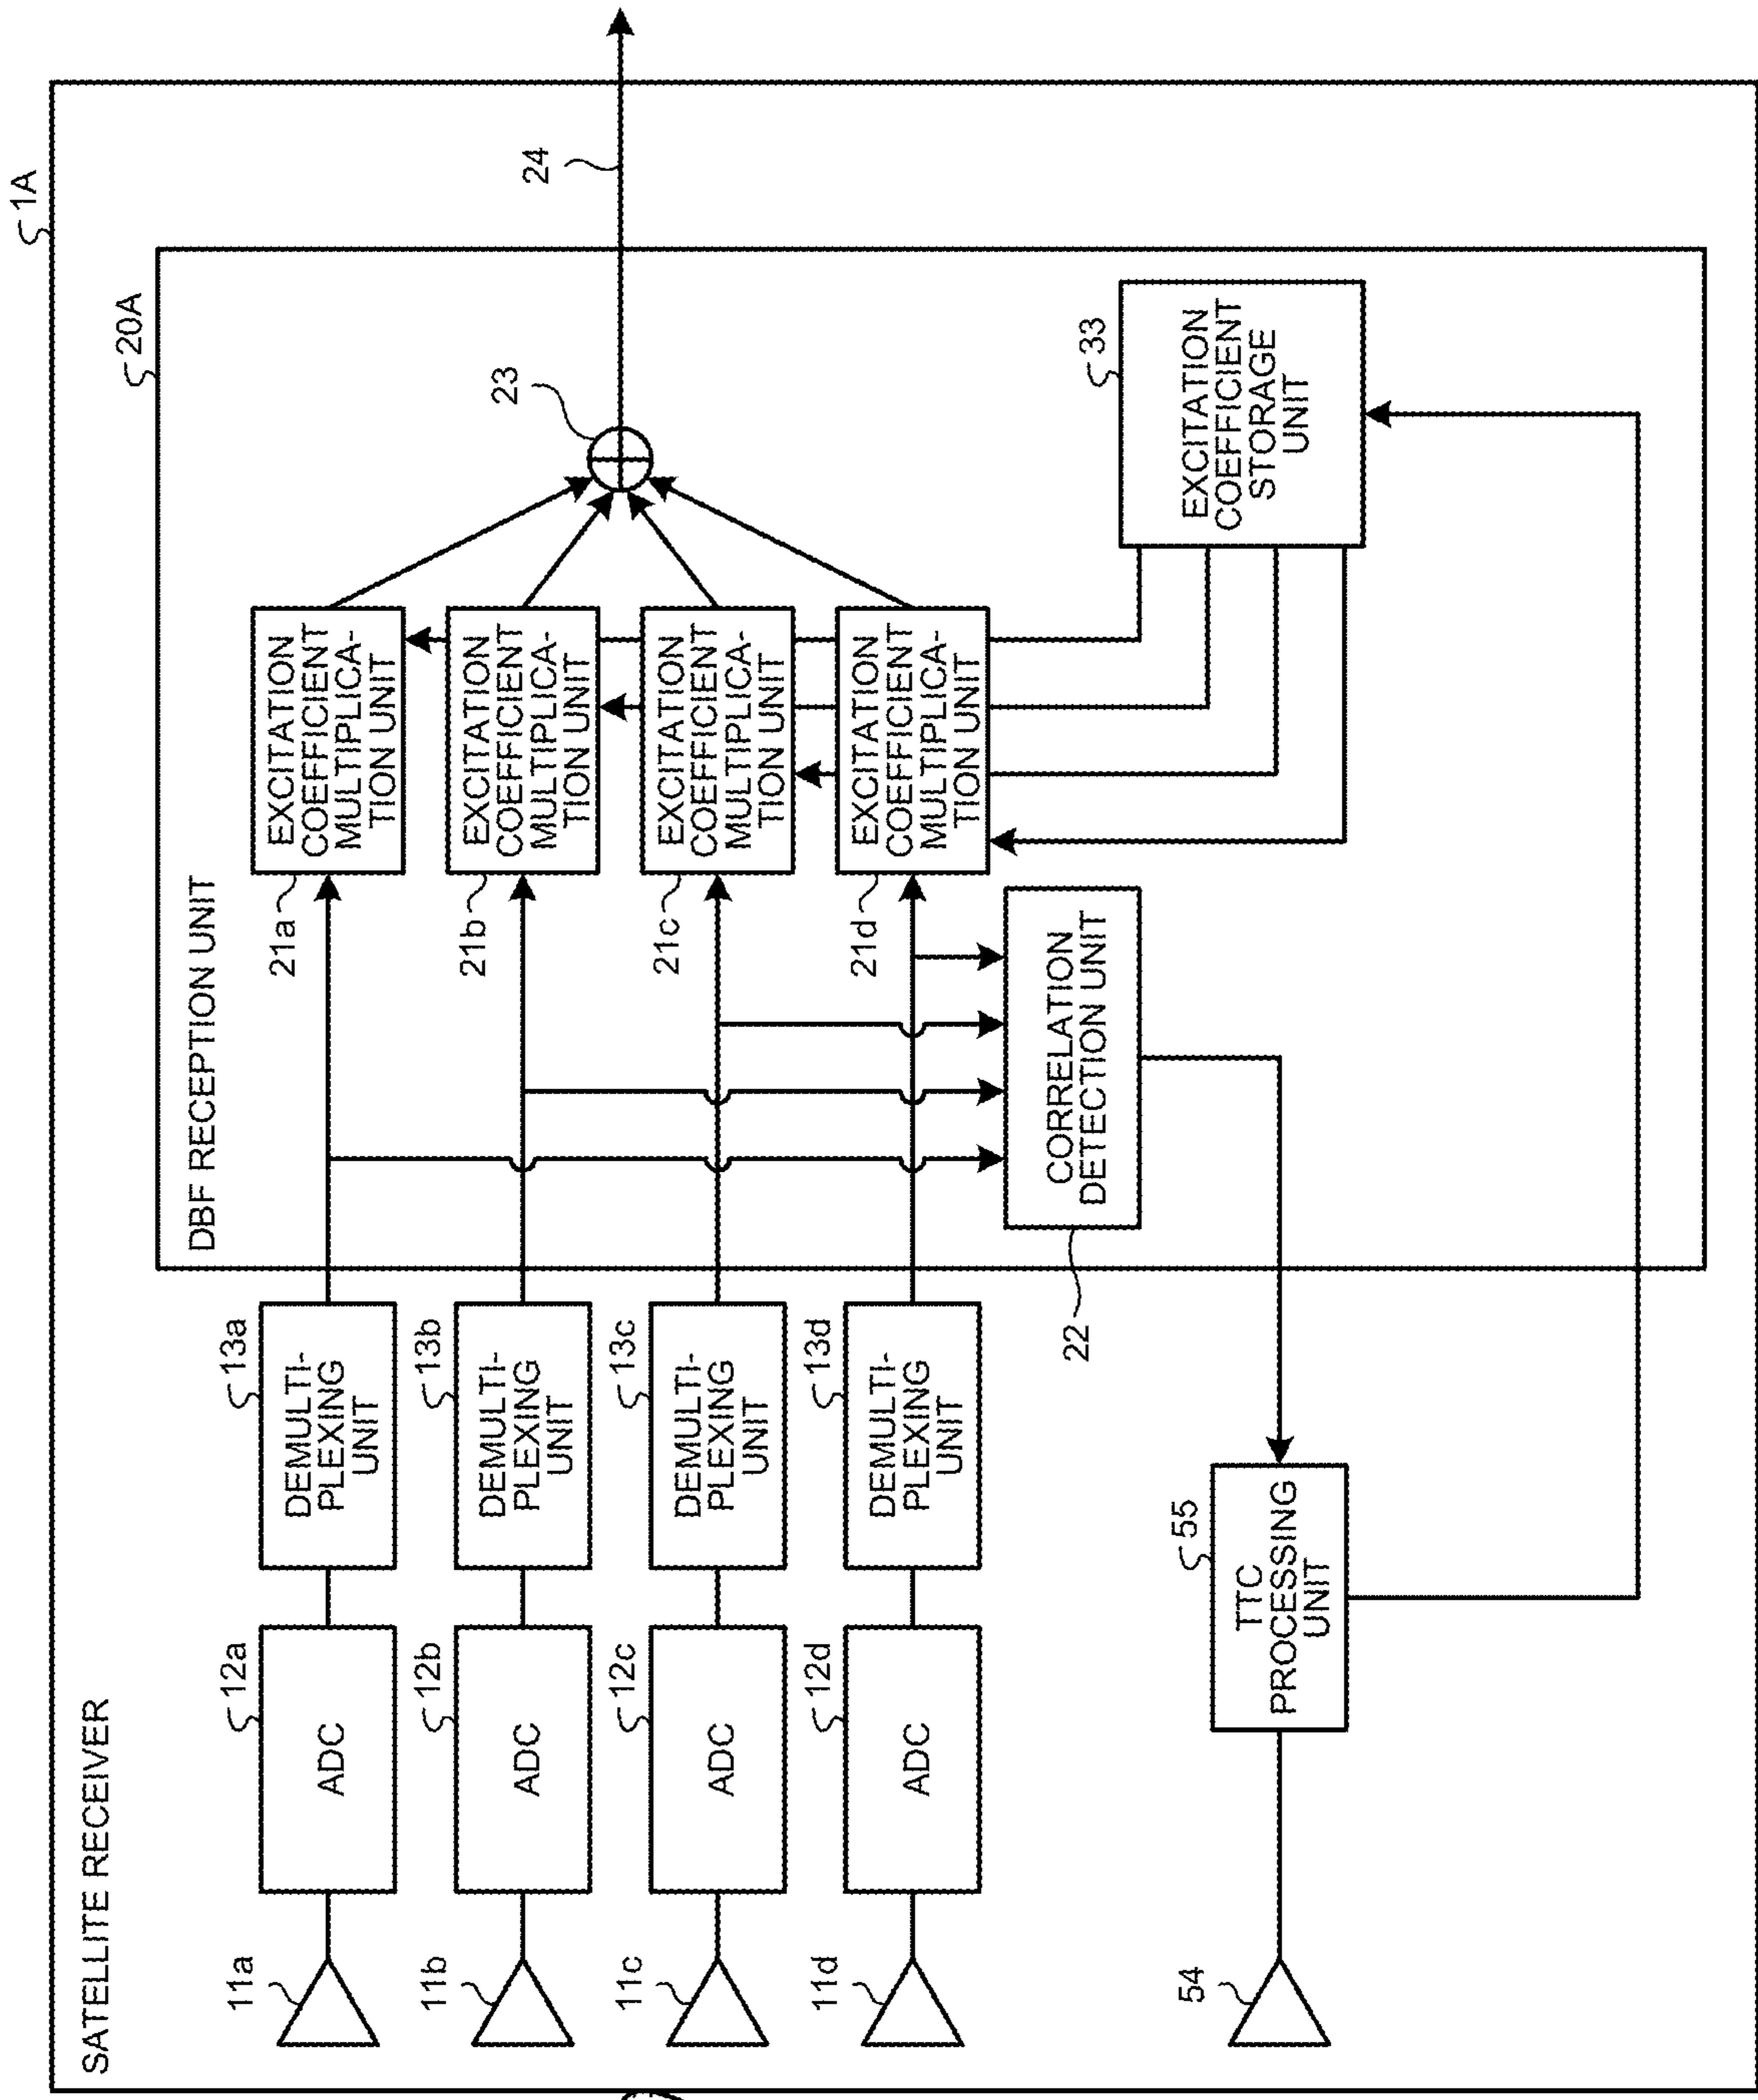 SATELLITE RECEIVER
1A
DBF RECEPTION UNIT
20A
11a
12a
ADC
13a
DEMULTI-
PLEXING
UNIT
21a
EXCITATION
COEFFICIENT
MULTIPLICA-
TION UNIT
11b
12b
ADC
13b
DEMULTI-
PLEXING
UNIT
21b
EXCITATION
COEFFICIENT
MULTIPLICA-
TION UNIT
23
24
11c
12c
ADC
13c
DEMULTI-
PLEXING
UNIT
21c
EXCITATION
COEFFICIENT
MULTIPLICA-
TION UNIT
11d
12d
ADC
13d
DEMULTI-
PLEXING
UNIT
21d
EXCITATION
COEFFICIENT
MULTIPLICA-
TION UNIT
CORRELATION
DETECTION UNIT
22
33
EXCITATION
COEFFICIENT
STORAGE
UNIT
54
55
TTC
PROCESSING
UNIT